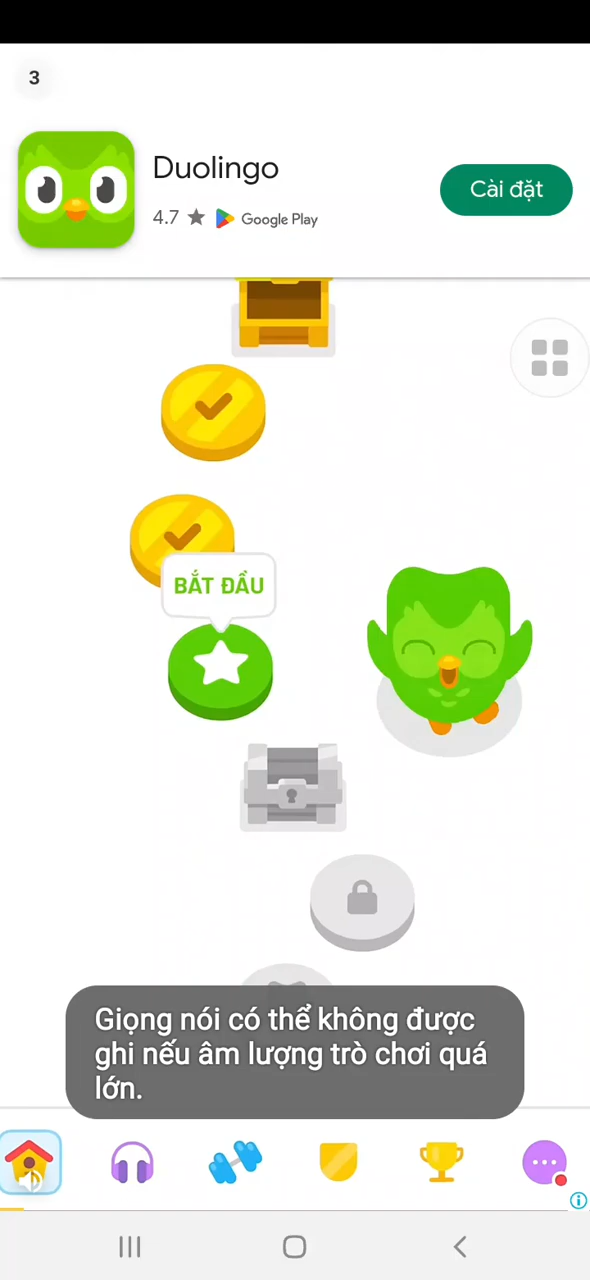 3
Duolingo
Cài đặt
4.7 ★ Google Play
BẮT ĐẦU
Giọng nói có thể không được
ghi nếu âm lượng trò chơi quá
lớn.